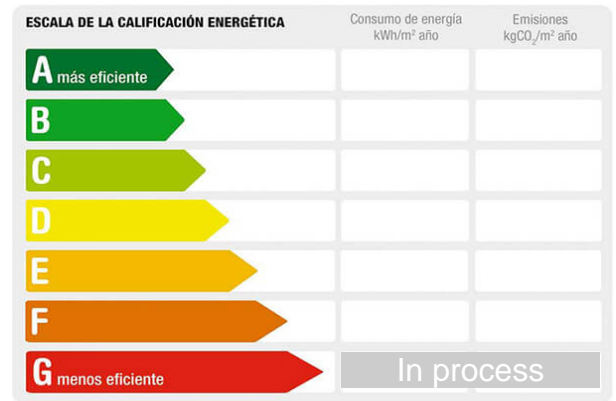 ESCALA DE LA CALIFICACIÓN ENERGÉTICA
Consumo de energía
kWh/m² año
Emisiones
kgCO₂/m² año
A más eficiente
B
C
D
E
F
G menos eficiente
In process